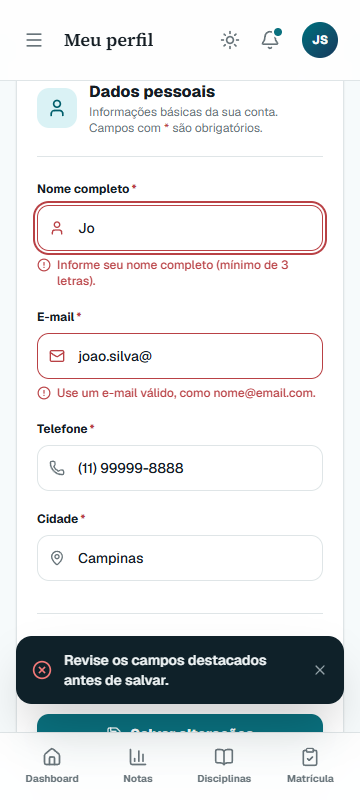 Meu perfil
JS
Dados pessoais
Informações básicas da sua conta.
Campos com * são obrigatórios.
Nome completo *
Jo
Informe seu nome completo (mínimo de 3
letras).
E-mail *
joao.silva@
Use um e-mail válido, como nome@email.com.
Telefone *
(11) 99999-8888
Cidade *
Campinas
Revise os campos destacados
antes de salvar.
Salvar alterações
Dashboard
Notas
Disciplinas
Matrícula